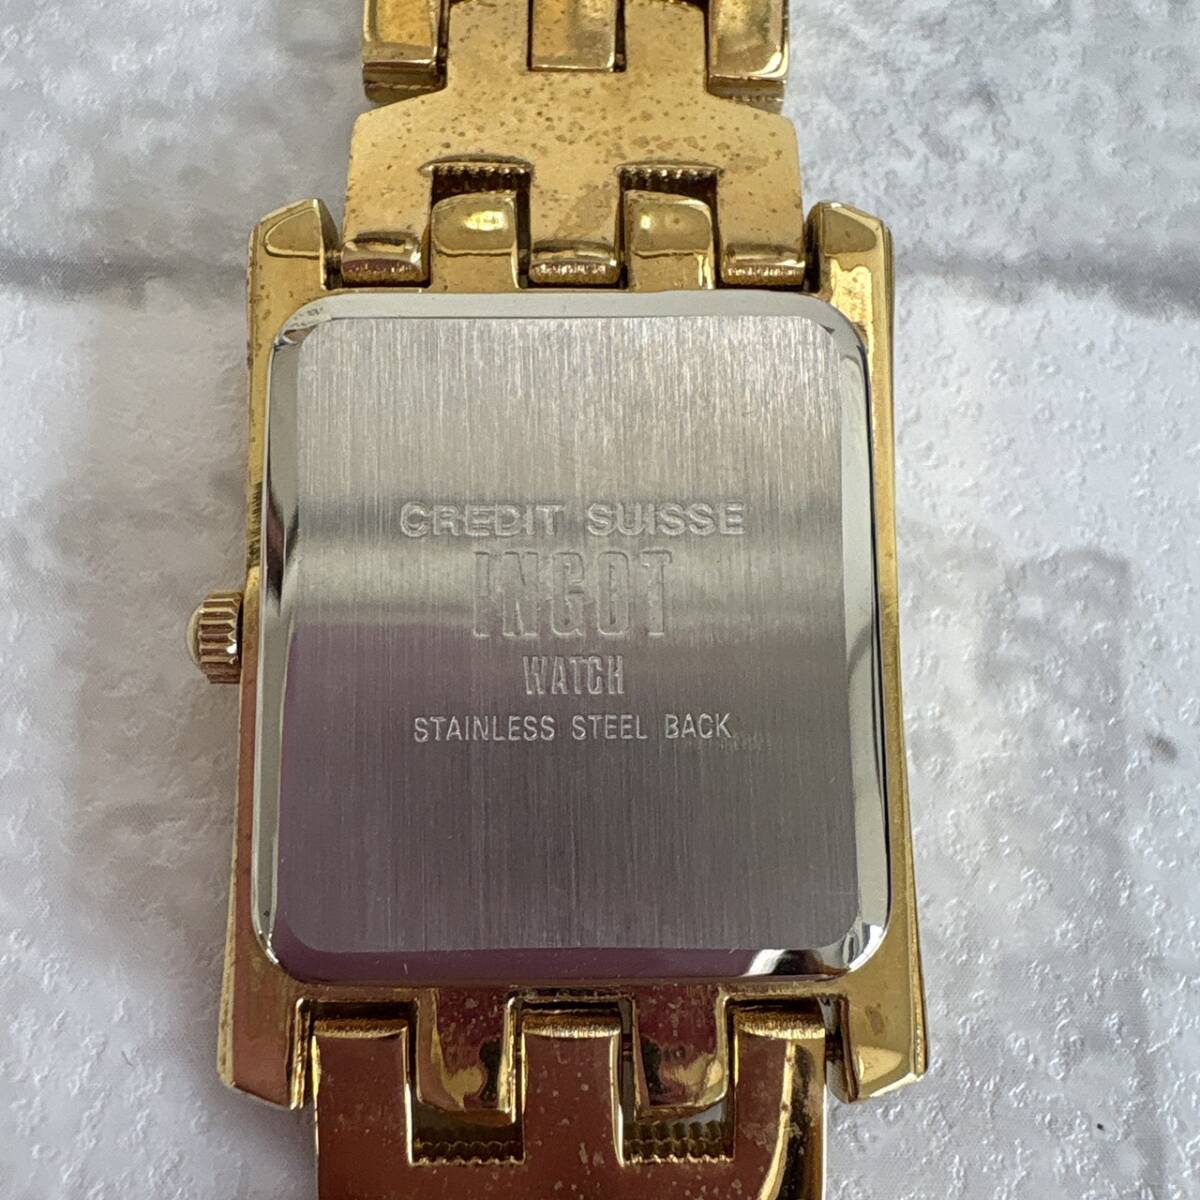 CREDIT SUISSE
INGOT
WATCH
STAINLESS STEEL BACK